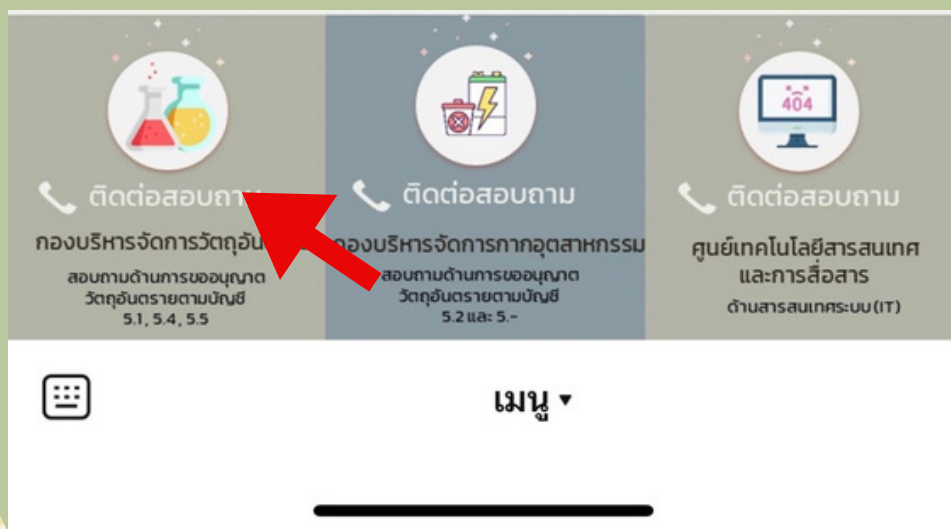 ติดต่อสอบถาม
กองบริหารจัดการวัตถุอัน
สอบถามด้านการขออนุญาต
วัตถุอันตรายตามบัญชี
5.1, 5.4, 5.5
404
ติดต่อสอบถาม
กองบริหารจัดการกากอุตสาหกรรม
สอบถามด้านการขออนุญาต
วัตถุอันตรายตามบัญชี
5.2 และ 5.-
ติดต่อสอบถาม
ศูนย์เทคโนโลยีสารสนเทศ
และการสื่อสาร
ด้านสารสนเทศระบบ (IT)
เมนู